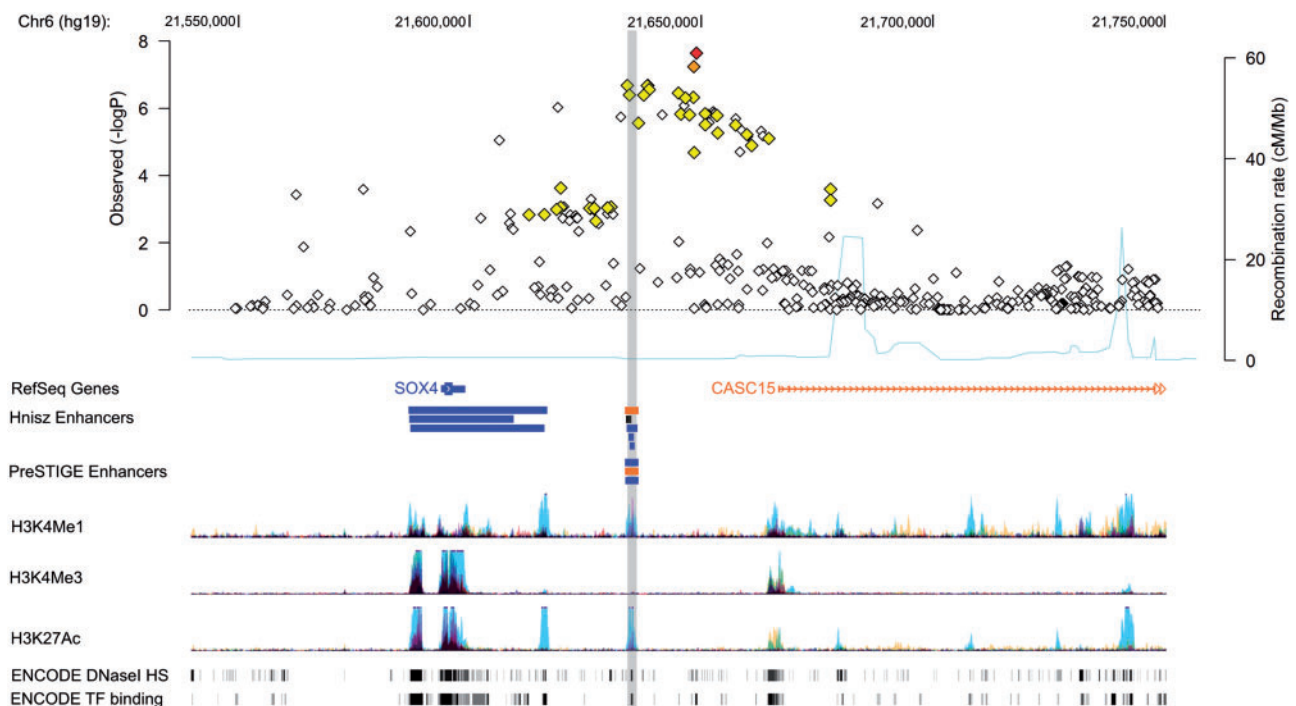 Chr6 (hg19): 21,550,000 21,600,000 21,650,000 21,700,000 21,750,000
8
6
4
2
0
Observed (-logP)
60
40
20
0
Recombination rate (cM/Mb)
RefSeq Genes SOX4 CASC15
Hnisz Enhancers
PreSTIGE Enhancers
H3K4Me1
H3K4Me3
H3K27Ac
ENCODE DNaseI HS
ENCODE TF binding